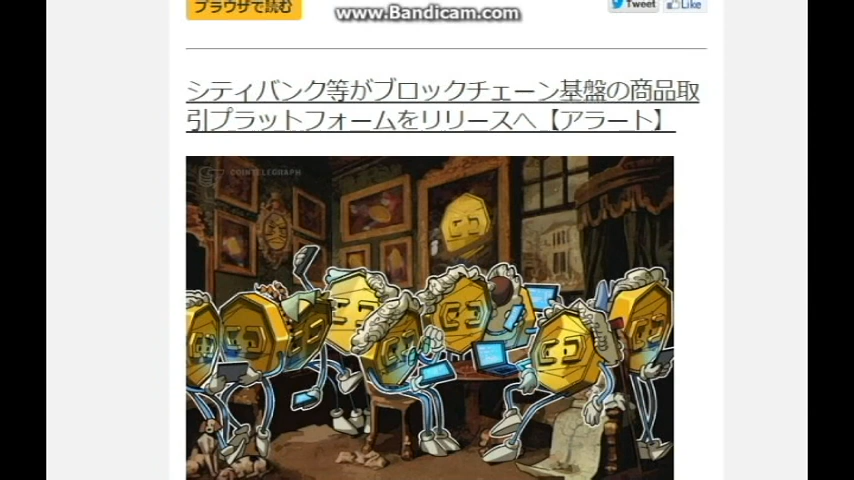 ブラウザで読む
www.Bandicam.com
Tweet
Like
シティバンク等がブロックチェーン基盤の商品取
引プラットフォームをリリースへ【アラート】
COINTELEGRAPH